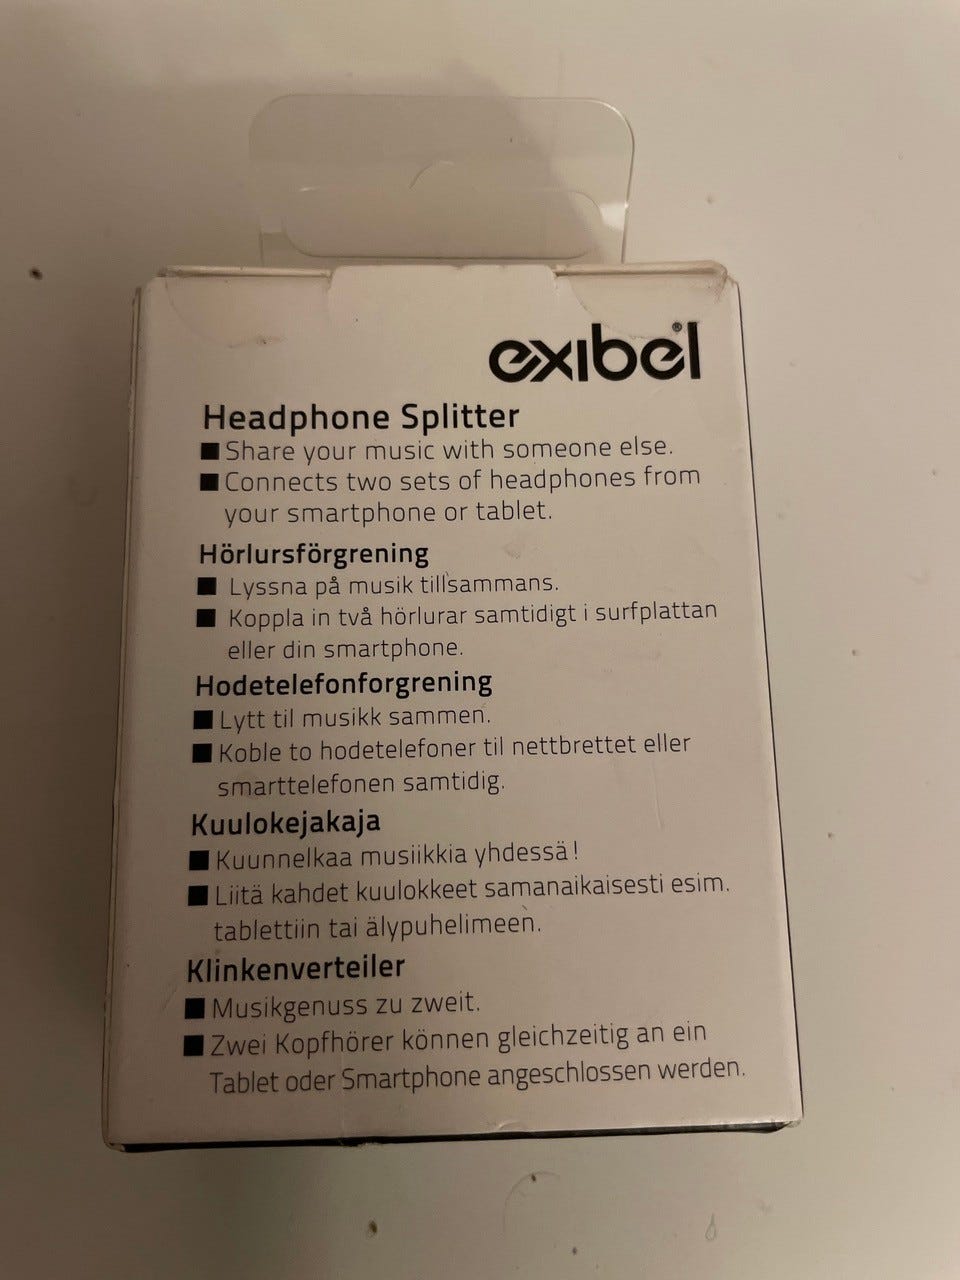 exibel®
Headphone Splitter
■ Share your music with someone else.
■ Connects two sets of headphones from
your smartphone or tablet.
Hörlursförgrening
■ Lyssna på musik tillsammans.
■ Koppla in två hörlurar samtidigt i surfplattan
eller din smartphone.
Hodetelefonforgrening
■ Lytt til musikk sammen.
■ Koble to hodetelefoner til nettbrettet eller
smarttelefonen samtidig.
Kuulokejakaja
■ Kuunnelkaa musiikkia yhdessä!
■ Liitä kahdet kuulokkeet samanaikaisesti esim.
tablettiin tai älypuhelimeen.
Klinkenverteiler
■ Musikgenuss zu zweit.
■ Zwei Kopfhörer können gleichzeitig an ein
Tablet oder Smartphone angeschlossen werden.